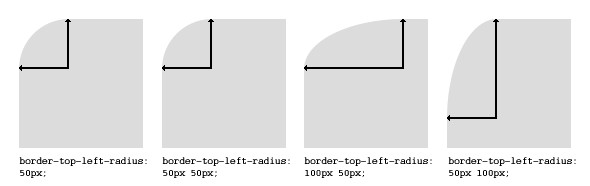 border-top-left-radius:
50px;
border-top-left-radius:
50px 50px;
border-top-left-radius:
100px 50px;
border-top-left-radius:
50px 100px;